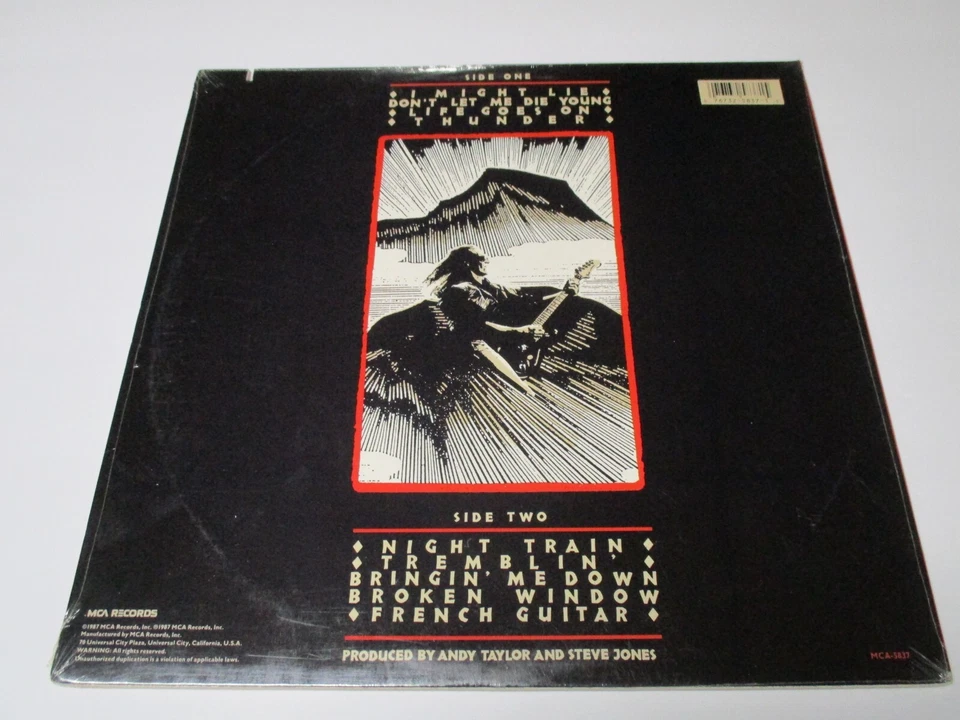 SIDE ONE
I MIGHT LIE
DON'T LET ME DIE YOUNG
LIFE GOES ON
THUNDER
SIDE TWO
NIGHT TRAIN
TREMBLIN'
BRINGIN' ME DOWN
BROKEN WINDOW
FRENCH GUITAR
PRODUCED BY ANDY TAYLOR AND STEVE JONES
MCA RECORDS
©1987 MCA Records, Inc. ℗1987 MCA Records, Inc.
Manufactured by MCA Records, Inc.
70 Universal City Plaza, Universal City, California, U.S.A.
WARNING: All rights reserved.
Unauthorized duplication is a violation of applicable laws.
MCA-5837